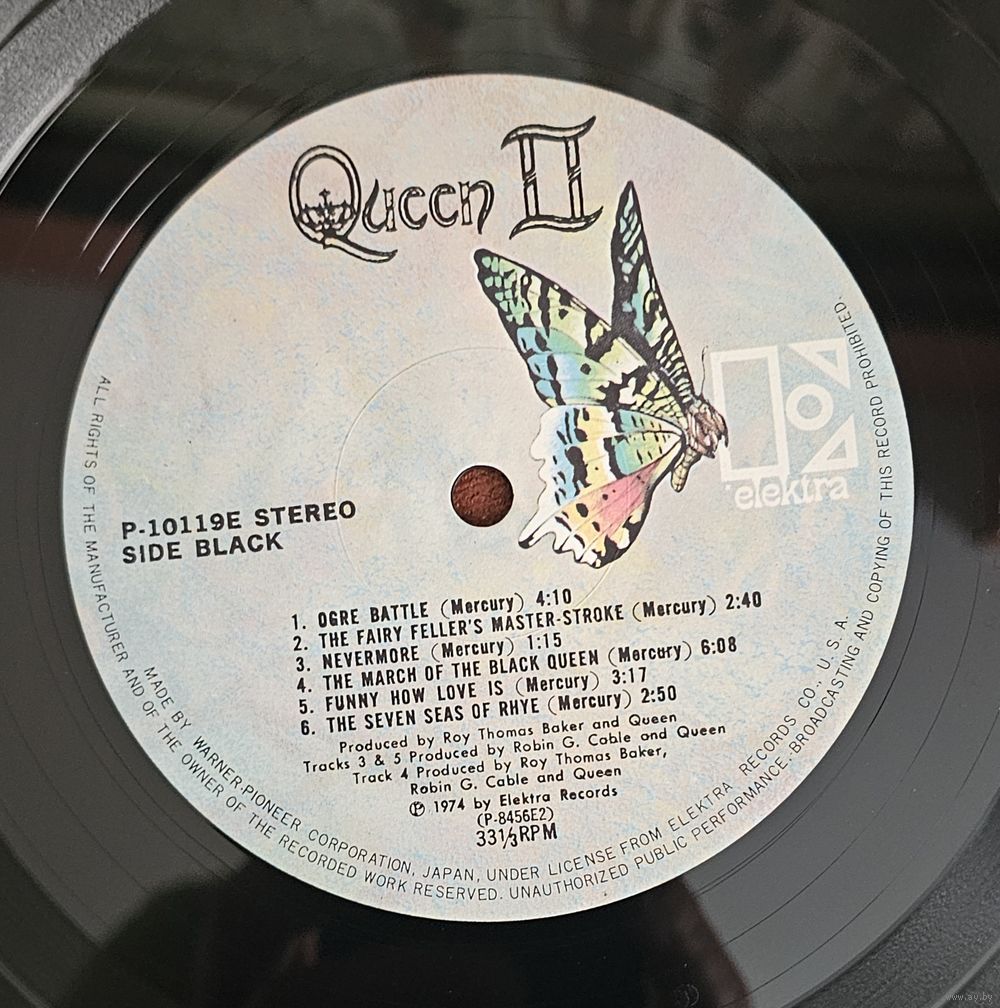 Queen II
elektra
P-10119E STEREO
SIDE BLACK
1. OGRE BATTLE (Mercury) 4:10
2. THE FAIRY FELLER'S MASTER-STROKE (Mercury) 2:40
3. NEVERMORE (Mercury) 1:15
4. THE MARCH OF THE BLACK QUEEN (Mercury) 6:08
5. FUNNY HOW LOVE IS (Mercury) 3:17
6. THE SEVEN SEAS OF RHYE (Mercury) 2:50
Produced by Roy Thomas Baker and Queen
Tracks 3 & 5 Produced by Robin G. Cable and Queen
Track 4 Produced by Roy Thomas Baker,
Robin G. Cable and Queen
℗ 1974 by Elektra Records
(P-8456E2)
33⅓RPM
MADE BY WARNER-PIONEER CORPORATION, JAPAN, UNDER LICENSE FROM ELEKTRA RECORDS CO., U. S. A.
ALL RIGHTS OF THE MANUFACTURER AND OF THE OWNER OF THE RECORDED WORK RESERVED. UNAUTHORIZED PUBLIC PERFORMANCE. BROADCASTING AND COPYING OF THIS RECORD PROHIBITED.
www.ay.by